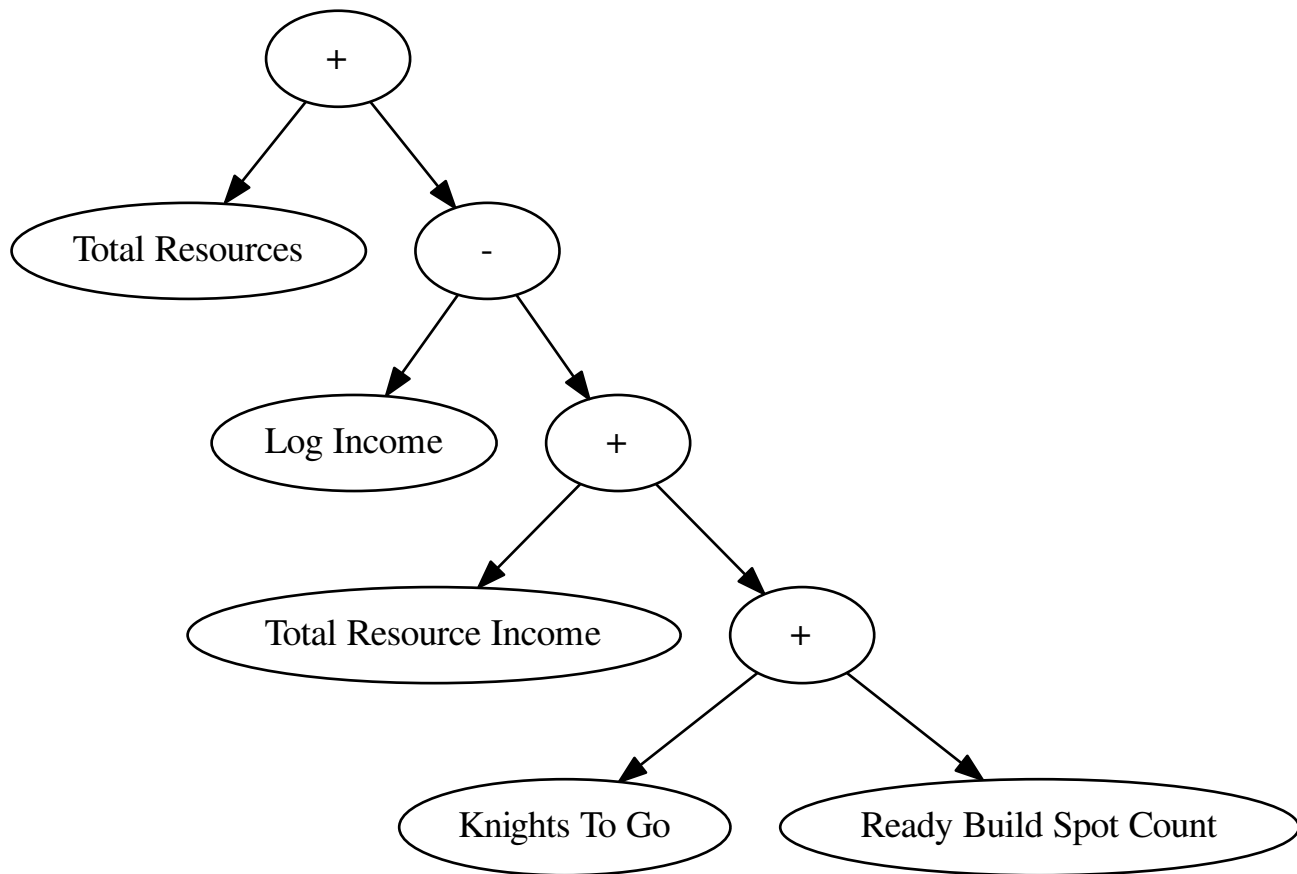 +
Total Resources
-
Log Income
+
Total Resource Income
+
Knights To Go
Ready Build Spot Count